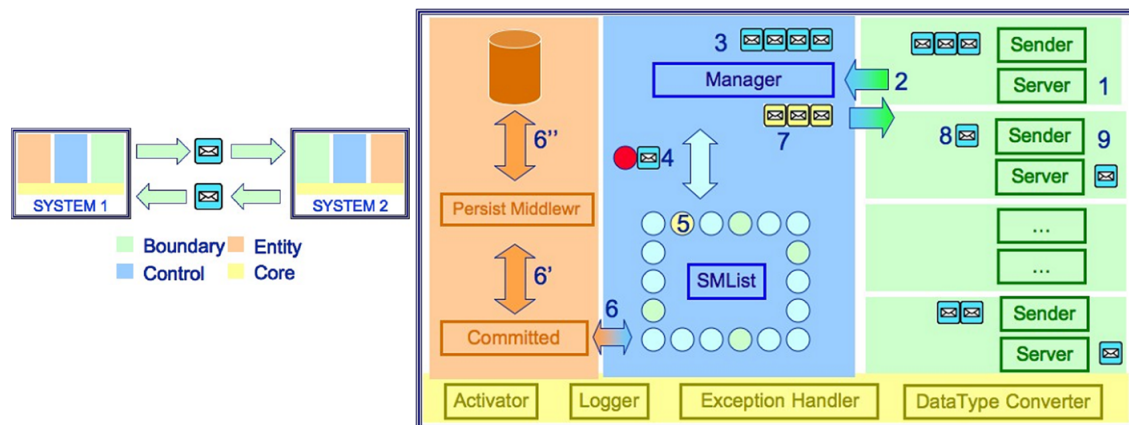 3
Sender
Manager
2
Server
1
6''
7
8
Sender
9
4
Server
Persist Middlewr
5
...
SYSTEM 1
SYSTEM 2
Boundary
Entity
Control
Core
6'
SMList
...
6
Sender
Committed
Server
Activator
Logger
Exception Handler
DataType Converter